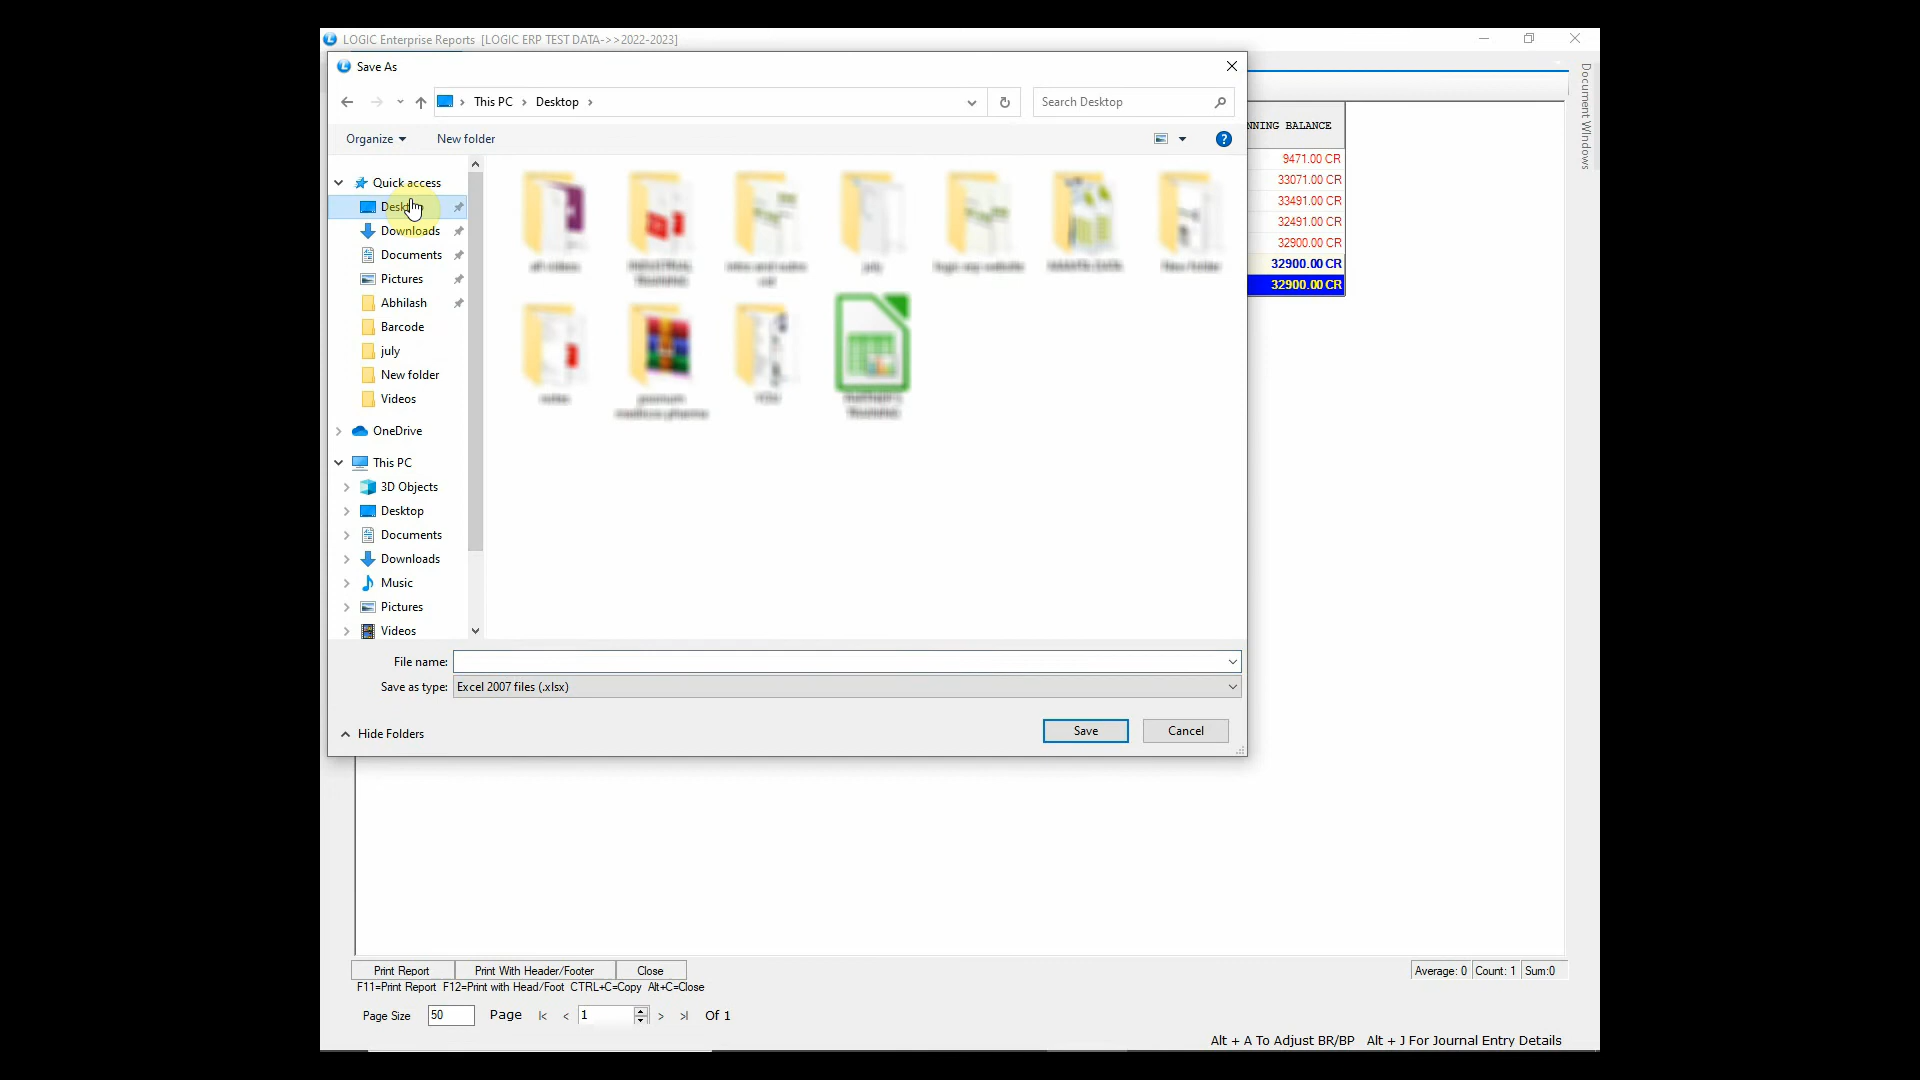 LOGIC Enterprise Reports [LOGIC ERP TEST DATA->>2022-2023]
Save As
This PC
Desktop
Search Desktop
Organize
New folder
Quick access
Desktop
Downloads
Documents
Pictures
Abhilash
Barcode
july
New folder
Videos
OneDrive
This PC
3D Objects
Desktop
Documents
Downloads
Music
Pictures
Videos
july
New folder
File name:
Save as type: Excel 2007 files (.xlsx)
Hide Folders
Save
Cancel
NNING BALANCE
9471.00 CR
33071.00 CR
33491.00 CR
32491.00 CR
32900.00 CR
32900.00 CR
32900.00 CR
Document Windows
Print Report
Print With Header/Footer
Close
F11=Print Report F12=Print with Head/Foot CTRL+C=Copy Alt+C=Close
Average: 0 Count: 1 Sum:0
Page Size 50 Page |< < 1 > >| Of 1
Alt + A To Adjust BR/BP Alt + J For Journal Entry Details